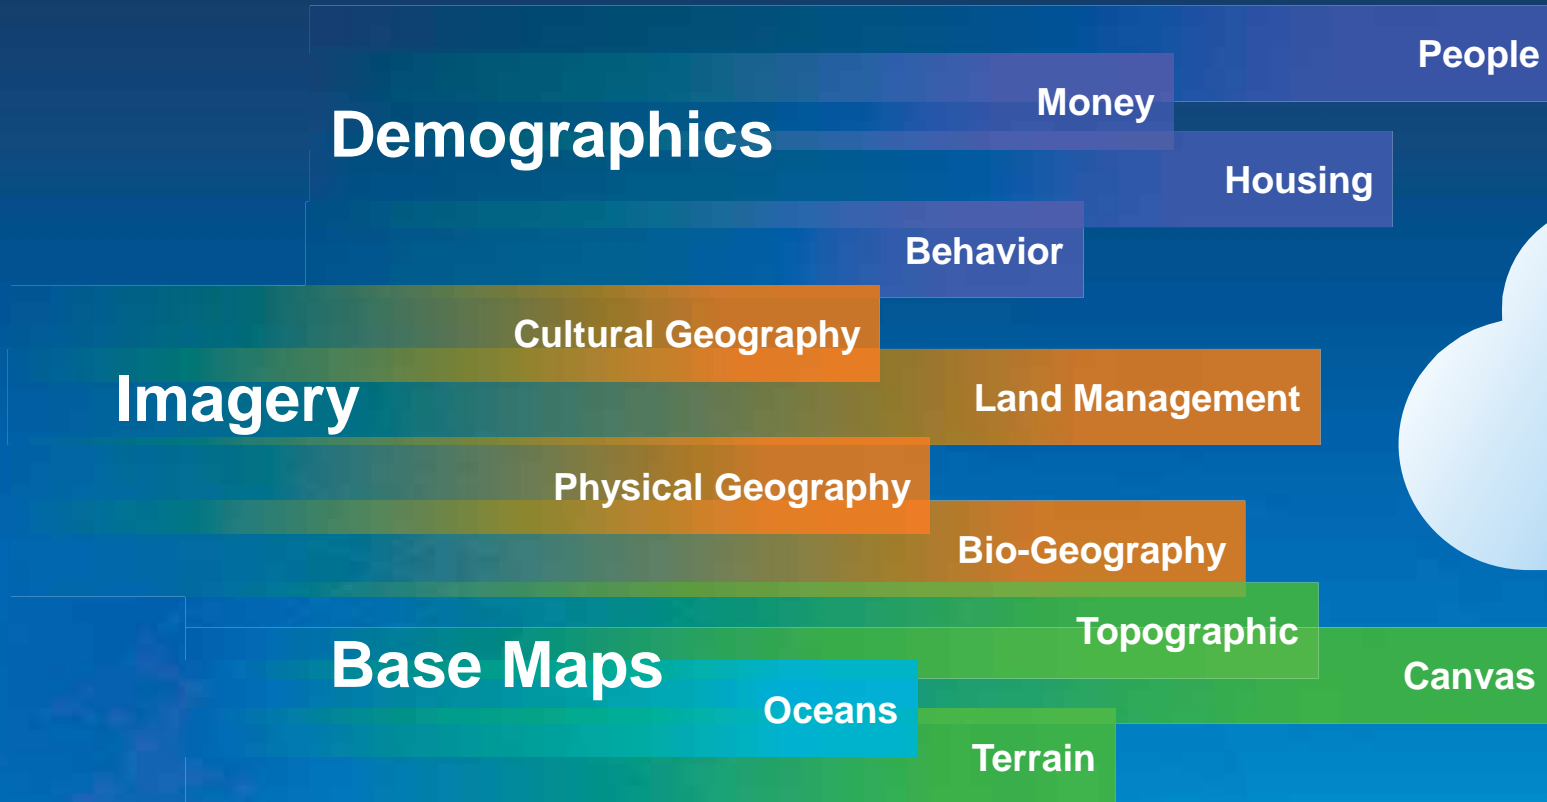 People
Money
Demographics
Housing
Behavior
Cultural Geography
Imagery
Land Management
Physical Geography
Bio-Geography
Topographic
Base Maps
Canvas
Oceans
Terrain